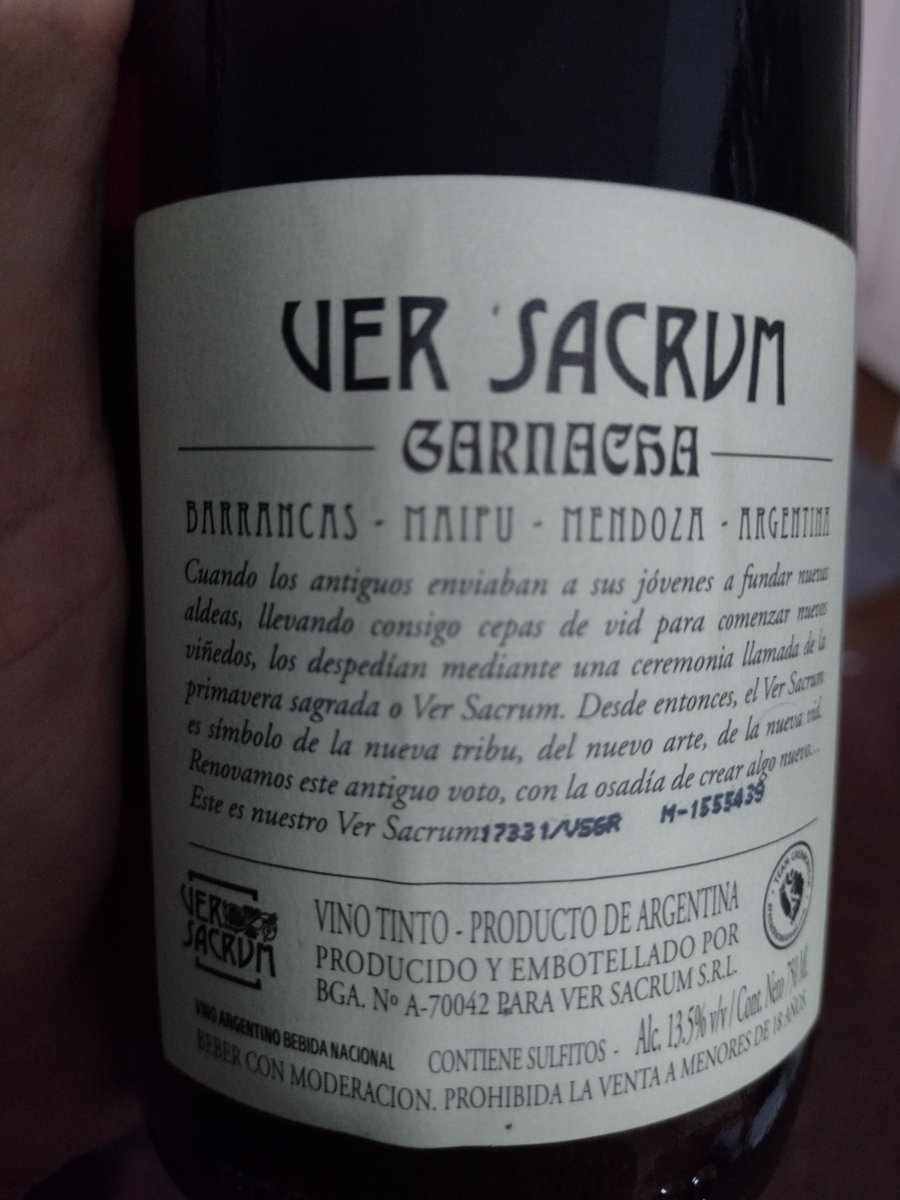 VER SACRVM
GARNACHA
BARRANCAS - MAIPU - MENDOZA - ARGENTINA
Cuando los antiguos enviaban a sus jóvenes a fundar nuevas
aldeas, llevando consigo cepas de vid para comenzar nuevos
viñedos, los despedían mediante una ceremonia llamada de la
primavera sagrada o Ver Sacrum. Desde entonces, el Ver Sacrum
es símbolo de la nueva tribu, del nuevo arte, de la nueva vid.
Renovamos este antiguo voto, con la osadía de crear algo nuevo...
Este es nuestro Ver Sacrum
17331/VSGR M-1555439
VER
SACRVM
VINO TINTO - PRODUCTO DE ARGENTINA
PRODUCIDO Y EMBOTELLADO POR
BGA. Nº A-70042 PARA VER SACRUM S.R.L.
VINO ARGENTINO BEBIDA NACIONAL
CONTIENE SULFITOS - Alc. 13.5% v/v / Cont. Neto 750 ML
BEBER CON MODERACION. PROHIBIDA LA VENTA A MENORES DE 18 AÑOS.
TEAM